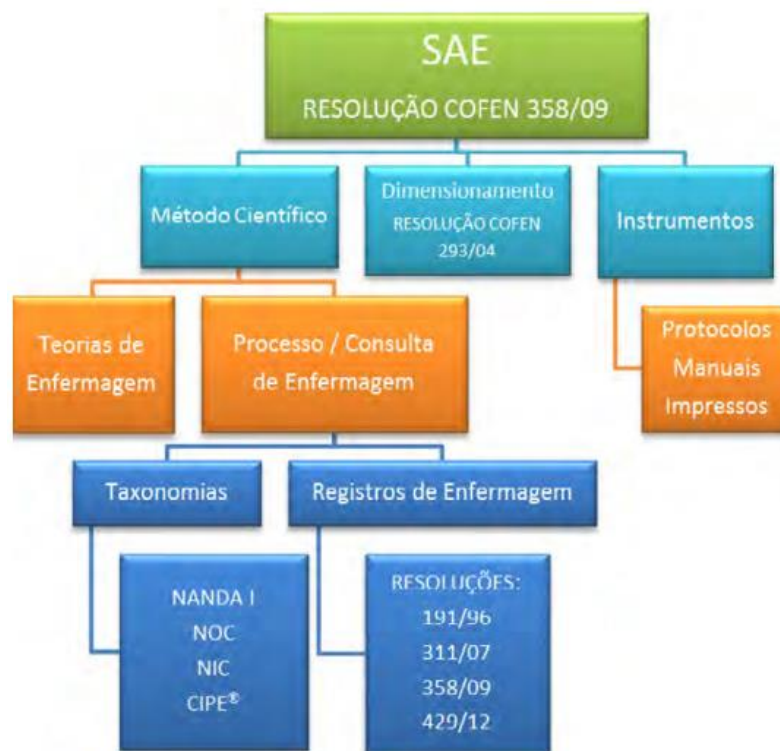 SAE
RESOLUÇÃO COFEN 358/09
Método Científico
Dimensionamento
RESOLUÇÃO COFEN
293/04
Instrumentos
Teorias de
Enfermagem
Processo / Consulta
de Enfermagem
Protocolos
Manuais
Impressos
Taxonomias
Registros de Enfermagem
NANDA I
NOC
NIC
CIPE®
RESOLUÇÕES:
191/96
311/07
358/09
429/12